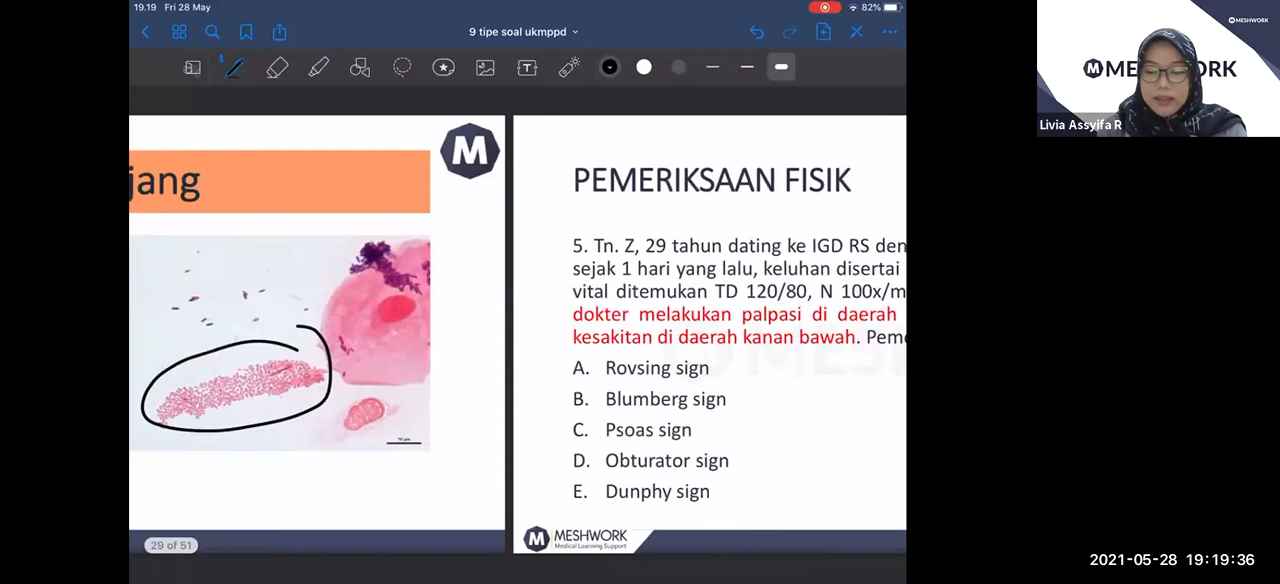 19.19 Fri 28 May
82%
9 tipe soal ukmppd
MESHWORK
Livia Assyifa R
jang
M
PEMERIKSAAN FISIK
5. Tn. Z, 29 tahun dating ke IGD RS den
sejak 1 hari yang lalu, keluhan disertai
vital ditemukan TD 120/80, N 100x/m
dokter melakukan palpasi di daerah
kesakitan di daerah kanan bawah. Pem
A. Rovsing sign
B. Blumberg sign
C. Psoas sign
D. Obturator sign
E. Dunphy sign
M MESHWORK
Medical Learning Support
29 of 51
2021-05-28 19:19:36